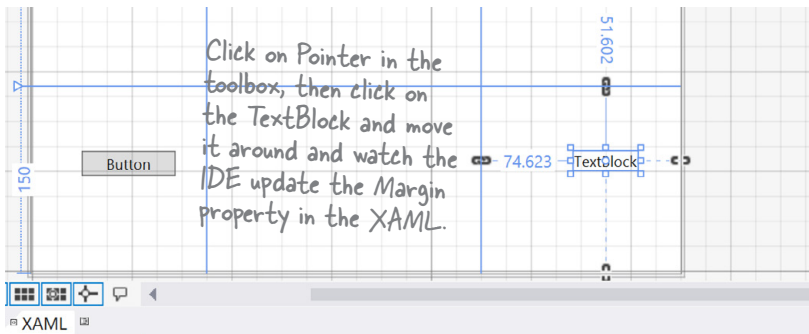 51.602
Click on Pointer in the
toolbox, then click on
the TextBlock and move
it around and watch the
IDE update the Margin
property in the XAML.
Button
74.623
TextBlock
150
XAML